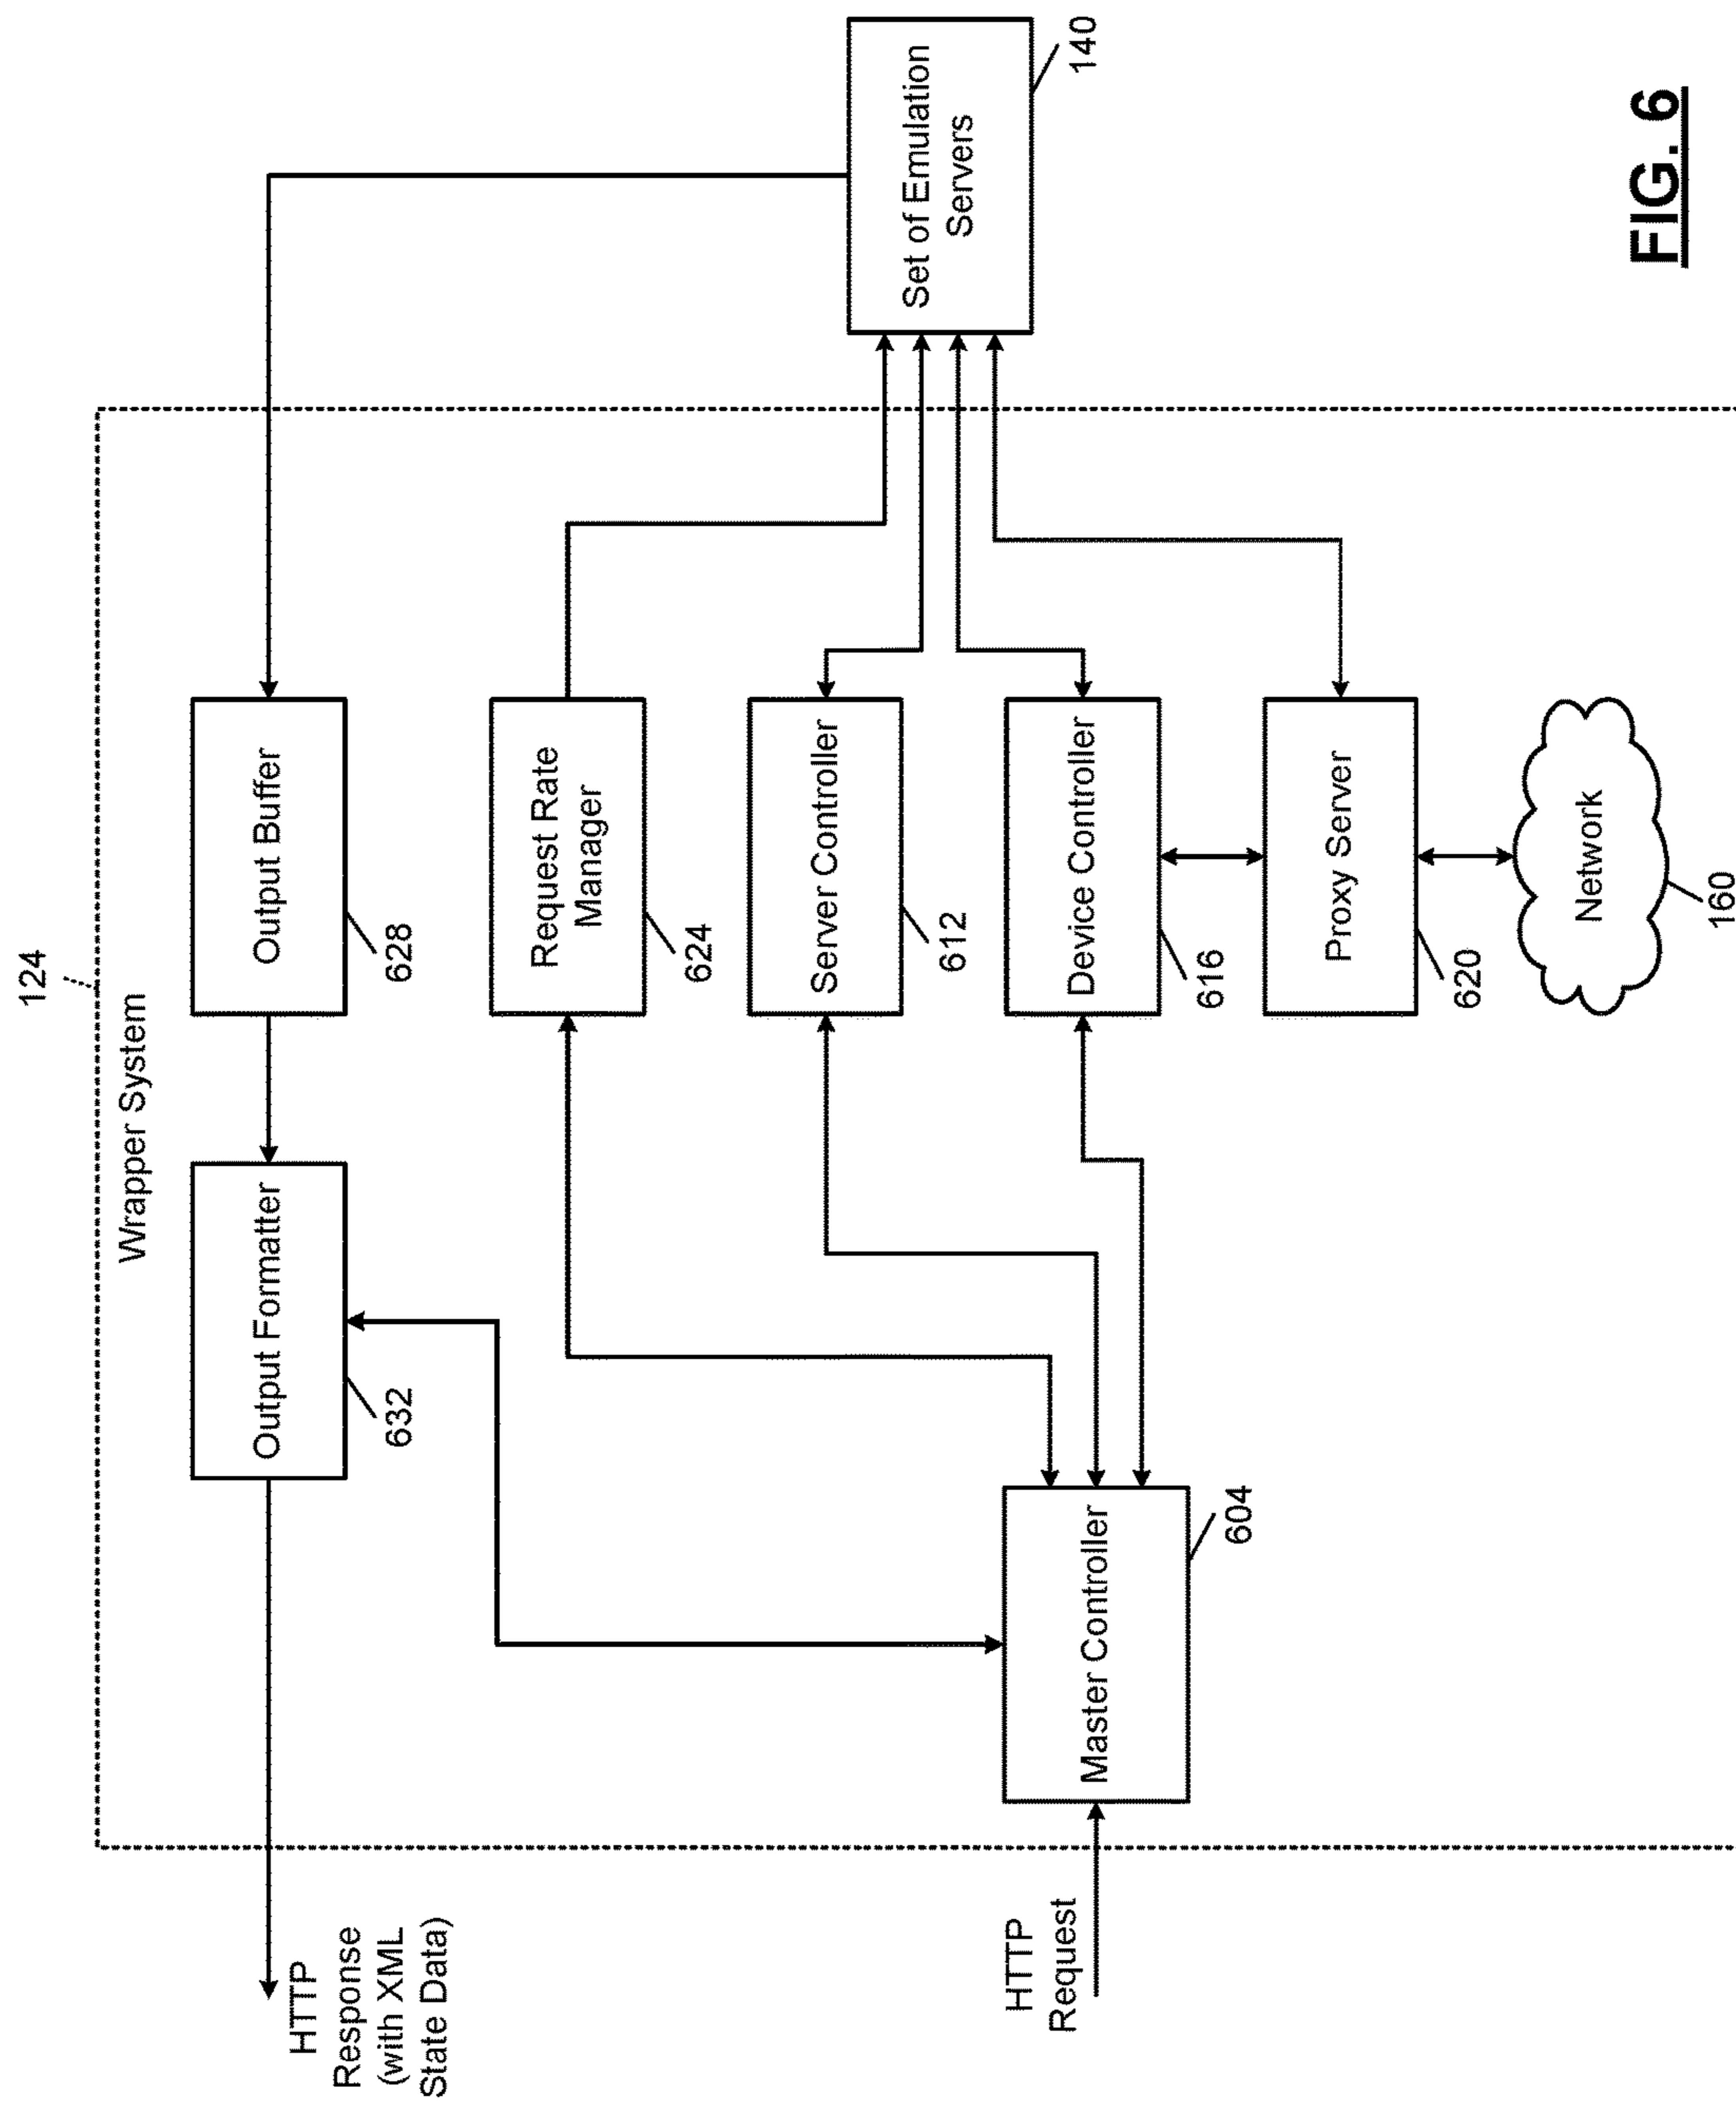 124
Wrapper System
HTTP
Response
(with XML
State Data)
Output Formatter
632
Output Buffer
628
Request Rate
Manager
624
Server Controller
612
Set of Emulation
Servers
140
HTTP
Request
Master Controller
604
Device Controller
616
Proxy Server
620
Network
160
FIG. 6